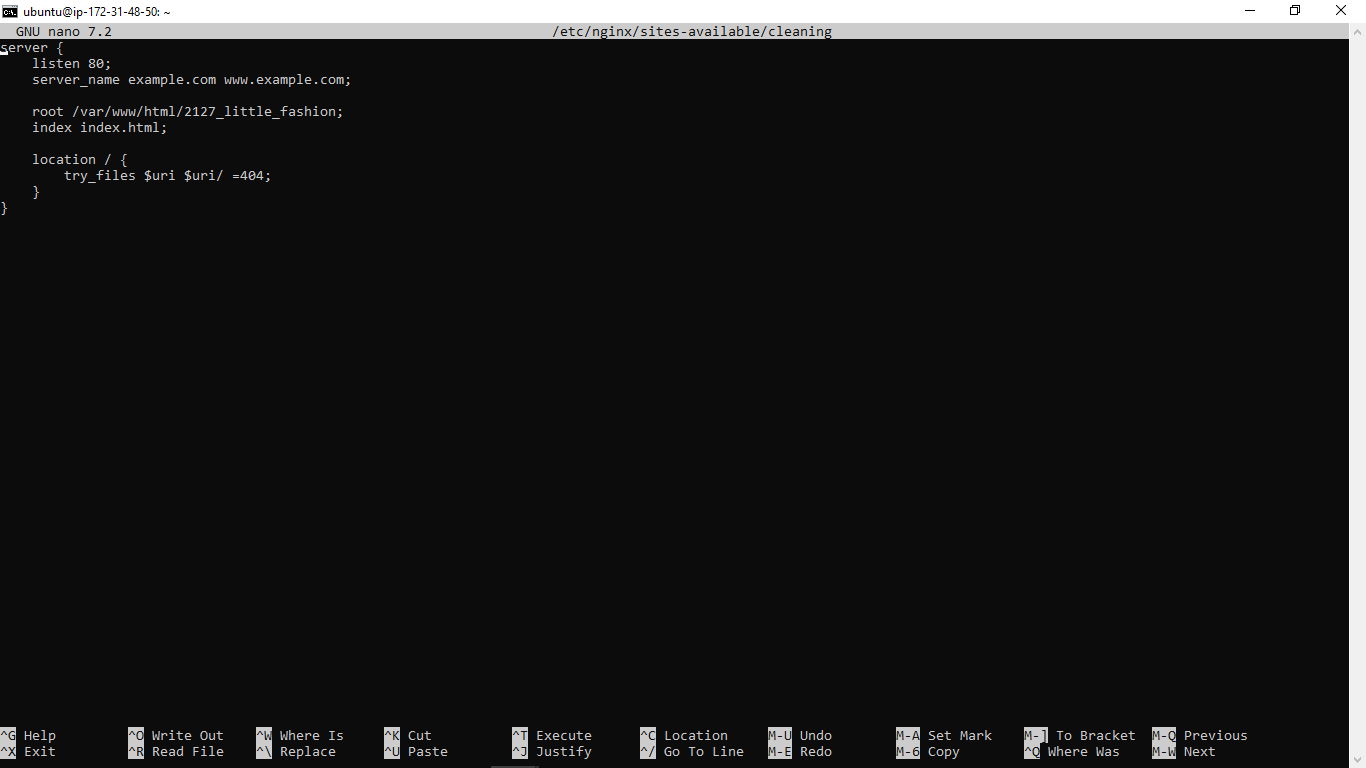 ubuntu@ip-172-31-48-50: ~
GNU nano 7.2 /etc/nginx/sites-available/cleaning
server {
    listen 80;
    server_name example.com www.example.com;
    root /var/www/html/2127_little_fashion;
    index index.html;
    location / {
        try_files $uri $uri/ =404;
    }
}
^G Help ^O Write Out ^W Where Is ^K Cut ^T Execute ^C Location M-U Undo M-A Set Mark M-] To Bracket M-Q Previous
^X Exit ^R Read File ^\ Replace ^U Paste ^J Justify ^/ Go To Line M-E Redo M-6 Copy ^Q Where Was M-W Next